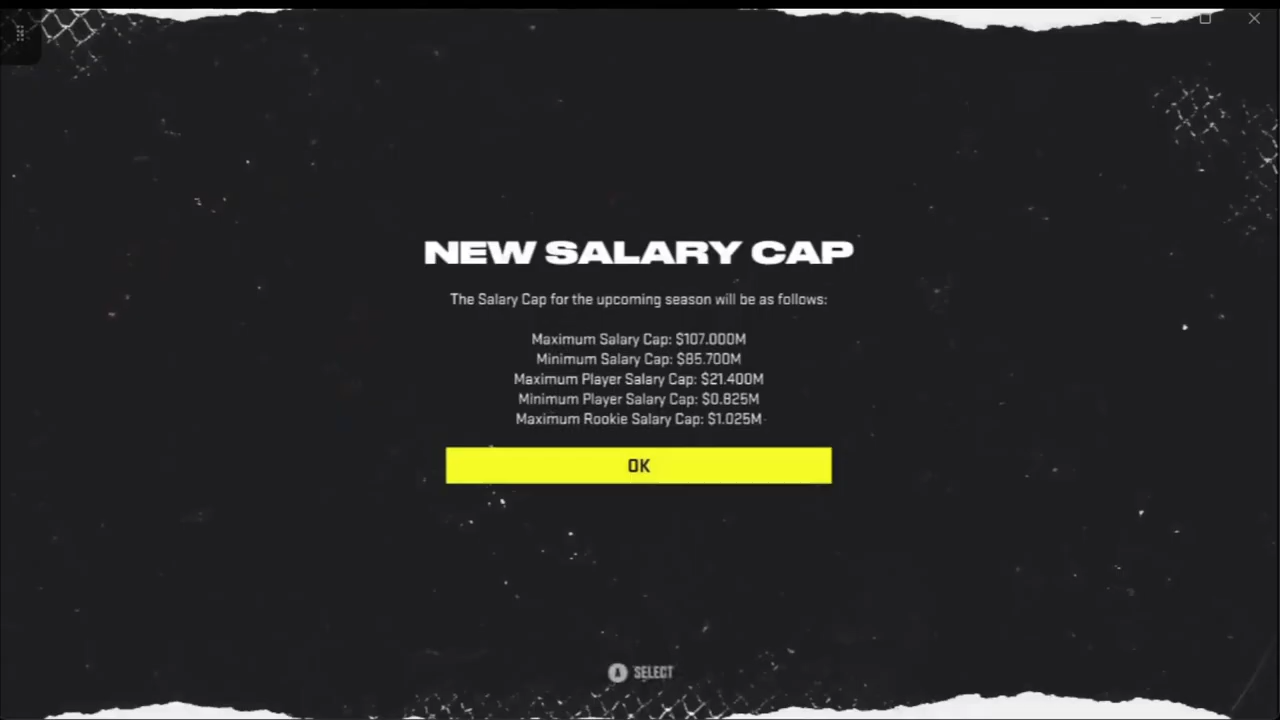 NEW SALARY CAP
The Salary Cap for the upcoming season will be as follows:
Maximum Salary Cap: $107.000M
Minimum Salary Cap: $85.700M
Maximum Player Salary Cap: $21.400M
Minimum Player Salary Cap: $0.825M
Maximum Rookie Salary Cap: $1.025M
OK
A SELECT